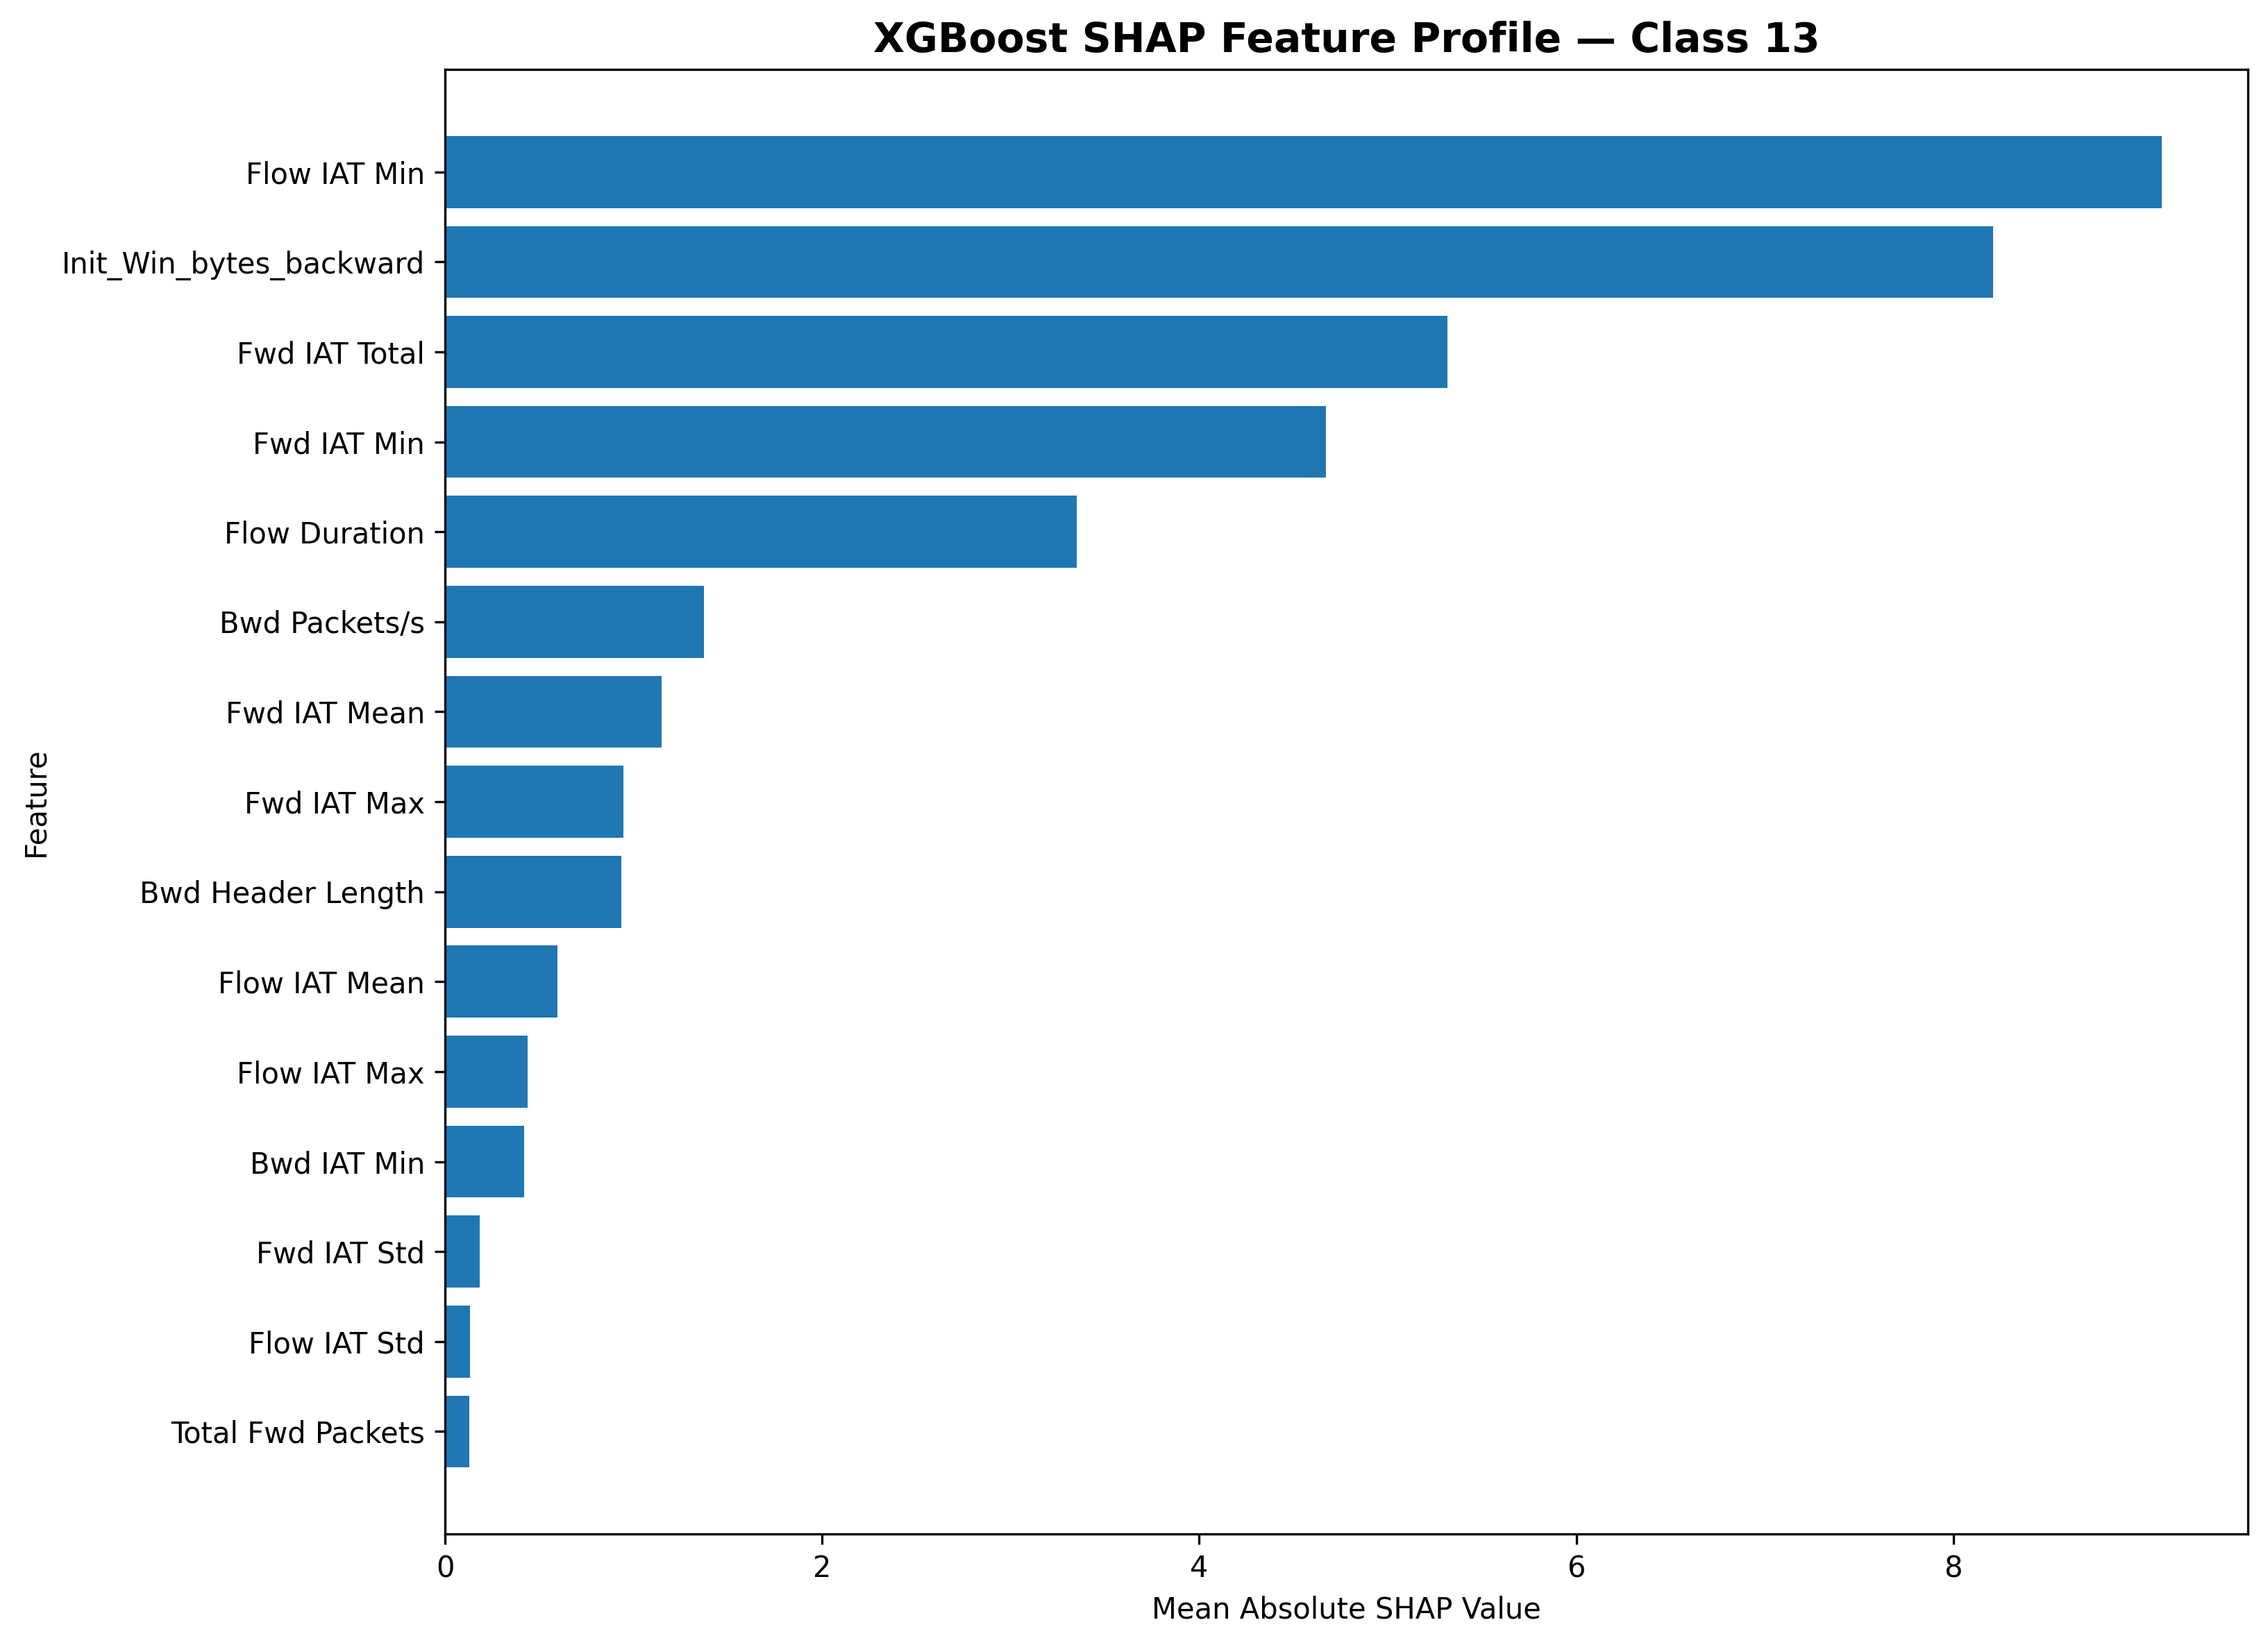 XGBoost SHAP Feature Profile — Class 13
Flow IAT Min
Init_Win_bytes_backward
Fwd IAT Total
Fwd IAT Min
Flow Duration
Bwd Packets/s
Fwd IAT Mean
Fwd IAT Max
Bwd Header Length
Flow IAT Mean
Flow IAT Max
Bwd IAT Min
Fwd IAT Std
Flow IAT Std
Total Fwd Packets
Feature
0 2 4 6 8
Mean Absolute SHAP Value